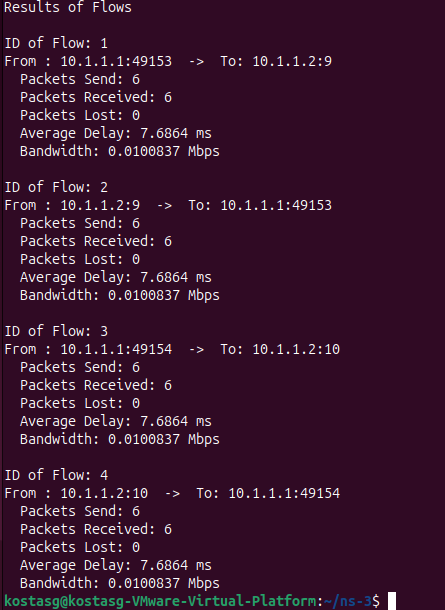 Results of Flows
ID of Flow: 1
From : 10.1.1.1:49153  ->  To: 10.1.1.2:9
Packets Send: 6
Packets Received: 6
Packets Lost: 0
Average Delay: 7.6864 ms
Bandwidth: 0.0100837 Mbps
ID of Flow: 2
From : 10.1.1.2:9  ->  To: 10.1.1.1:49153
Packets Send: 6
Packets Received: 6
Packets Lost: 0
Average Delay: 7.6864 ms
Bandwidth: 0.0100837 Mbps
ID of Flow: 3
From : 10.1.1.1:49154  ->  To: 10.1.1.2:10
Packets Send: 6
Packets Received: 6
Packets Lost: 0
Average Delay: 7.6864 ms
Bandwidth: 0.0100837 Mbps
ID of Flow: 4
From : 10.1.1.2:10  ->  To: 10.1.1.1:49154
Packets Send: 6
Packets Received: 6
Packets Lost: 0
Average Delay: 7.6864 ms
Bandwidth: 0.0100837 Mbps
kostasg@kostasg-VMware-Virtual-Platform:~/ns-3$